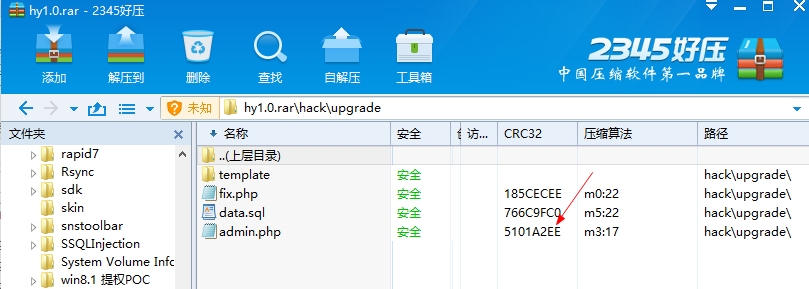 hy1.0.rar - 2345好压
添加 解压到 删除 查找 自解压 工具箱
2345好压
中国压缩软件第一品牌
未知 hy1.0.rar\hack\upgrade
文件夹 名称 安全 访... CRC32 压缩算法 路径
rapid7
Rsync
sdk
skin
snstoolbar
SSQLInjection
System Volume Info
win8.1 提权POC
..(上层目录)
template 安全 hack\upgrade\
fix.php 安全 185CECEE m0:22 hack\upgrade\
data.sql 安全 766C9FC0 m5:22 hack\upgrade\
admin.php 安全 5101A2EE m3:17 hack\upgrade\